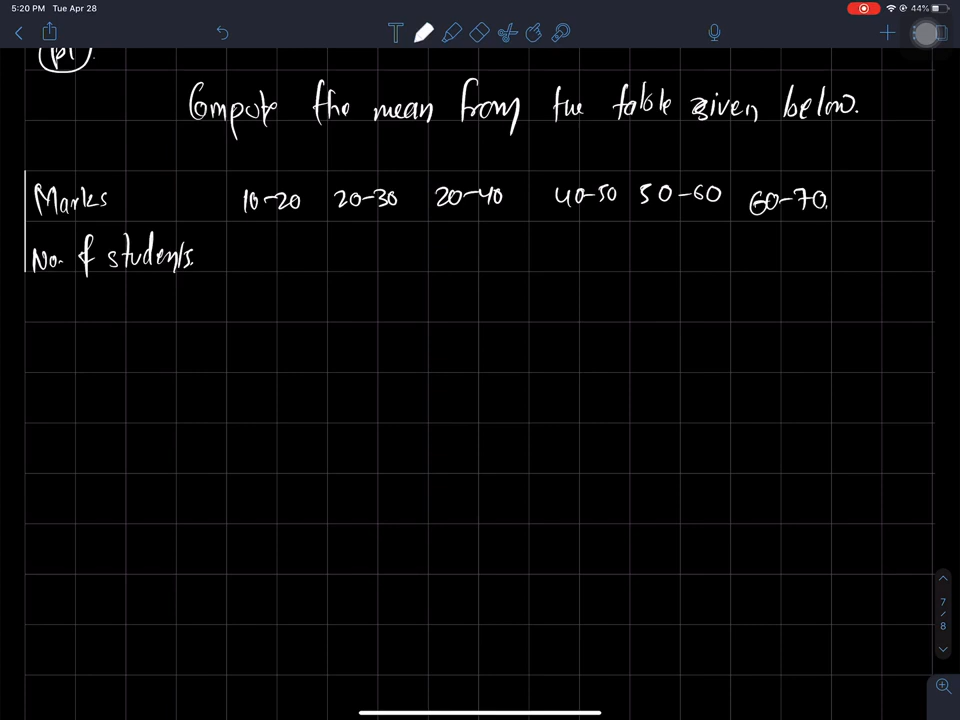 5:20 PM Tue Apr 28 44%
Compute the mean from the table given below.
Marks 10-20 20-30 20-40 40-50 50-60 60-70
No. of students
7/8